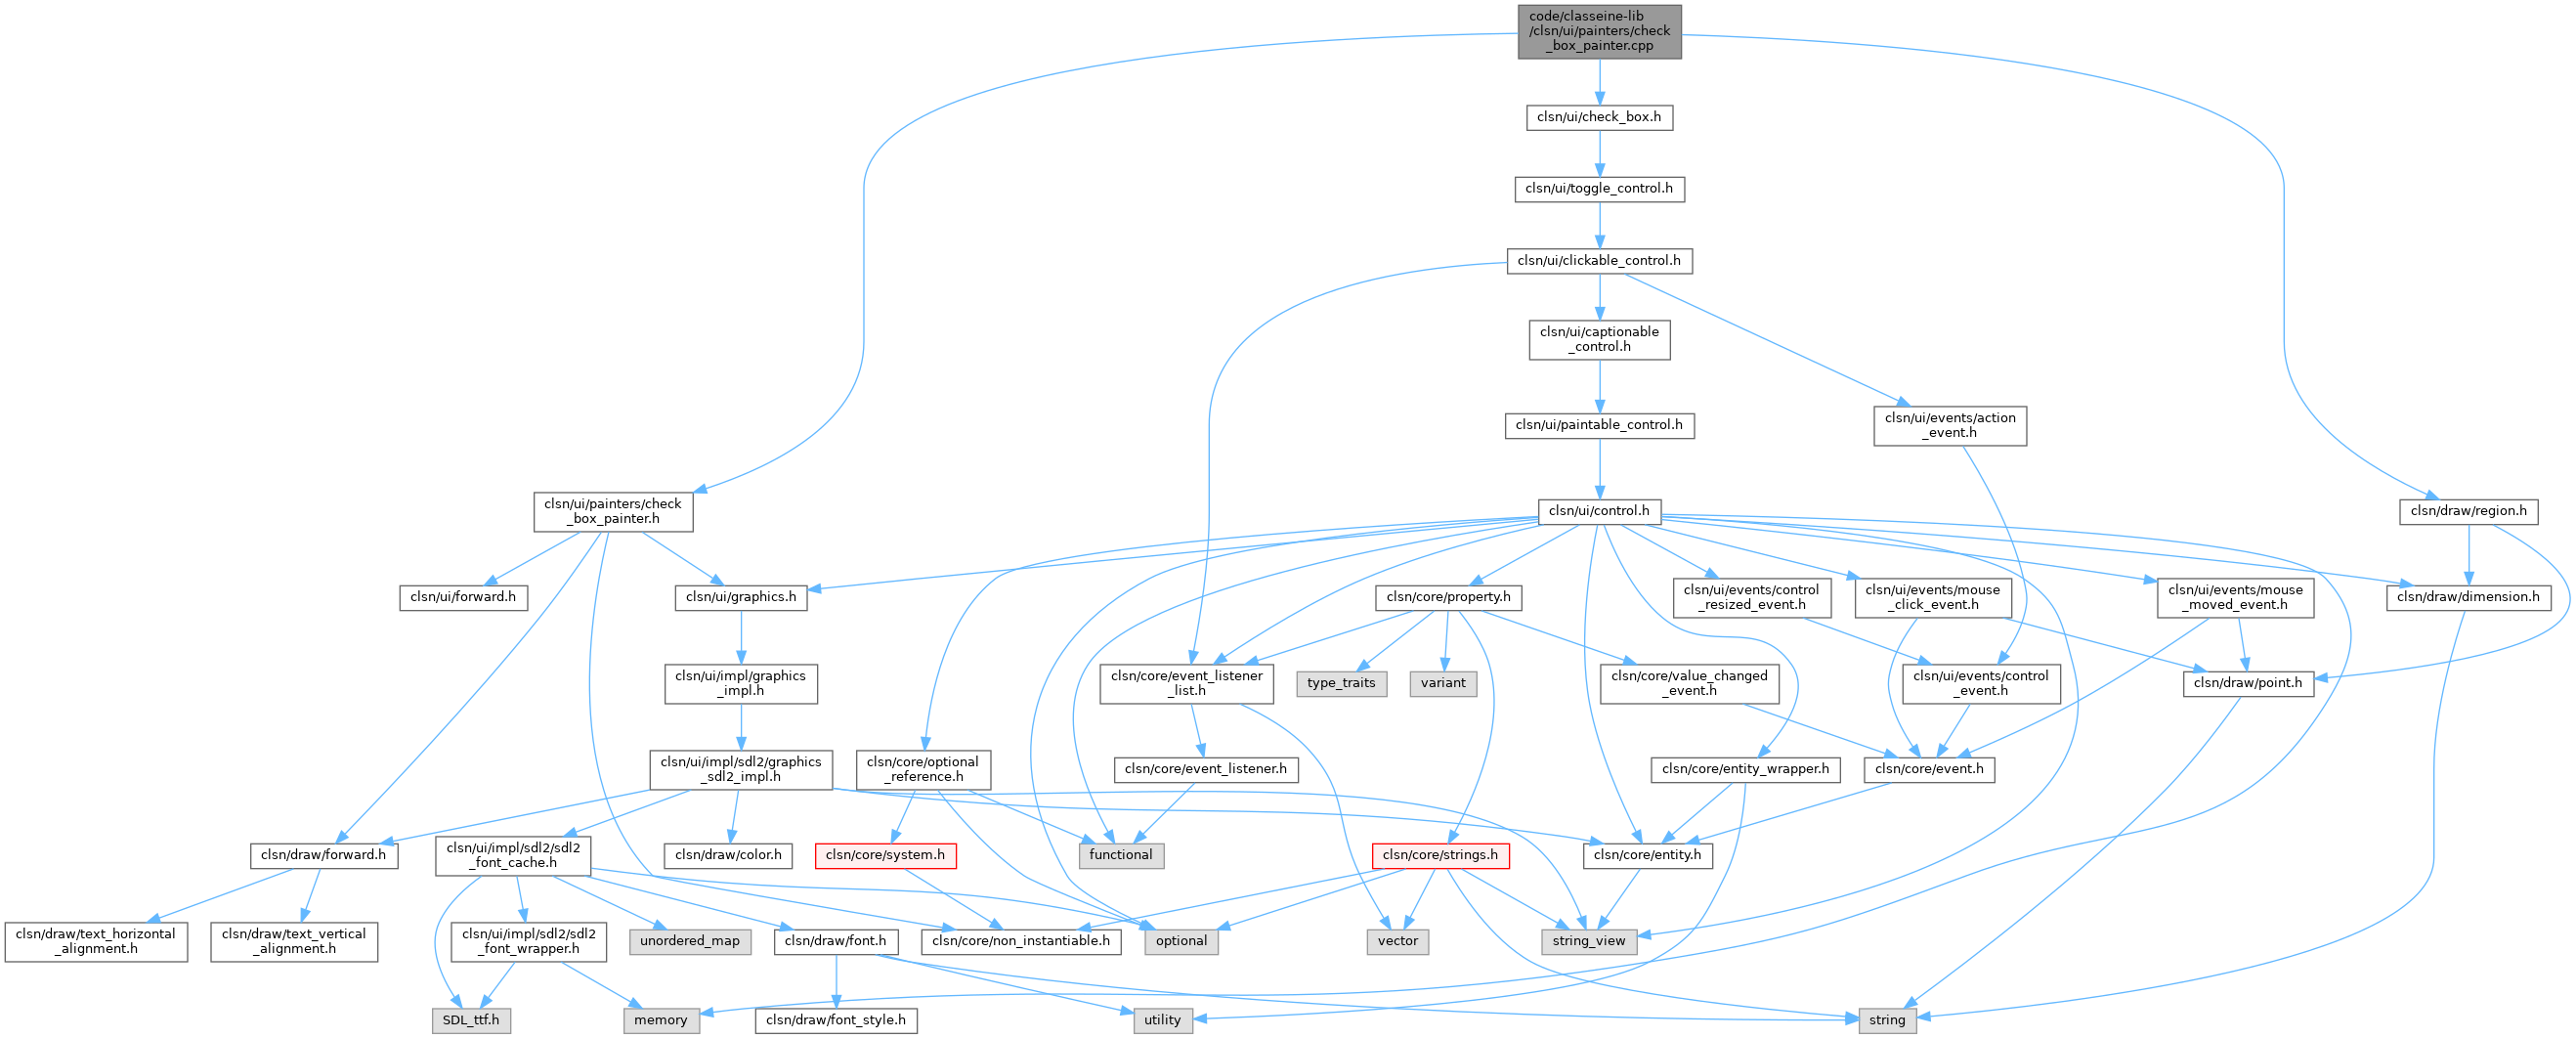 code/classeine-lib
/clsn/ui/painters/check
_box_painter.cpp
clsn/ui/check_box.h
clsn/ui/toggle_control.h
clsn/ui/clickable_control.h
clsn/ui/captionable
_control.h
clsn/ui/paintable_control.h
clsn/ui/events/action
_event.h
clsn/ui/painters/check
_box_painter.h
clsn/ui/control.h
clsn/draw/region.h
clsn/ui/forward.h
clsn/ui/graphics.h
clsn/core/property.h
clsn/ui/events/control
_resized_event.h
clsn/ui/events/mouse
_click_event.h
clsn/ui/events/mouse
_moved_event.h
clsn/draw/dimension.h
clsn/ui/impl/graphics
_impl.h
clsn/core/event_listener
_list.h
type_traits
variant
clsn/core/value_changed
_event.h
clsn/ui/events/control
_event.h
clsn/draw/point.h
clsn/ui/impl/sdl2/graphics
_sdl2_impl.h
clsn/core/optional
_reference.h
clsn/core/event_listener.h
clsn/core/entity_wrapper.h
clsn/core/event.h
clsn/draw/forward.h
clsn/ui/impl/sdl2/sdl2
_font_cache.h
clsn/draw/color.h
clsn/core/system.h
functional
clsn/core/strings.h
clsn/core/entity.h
clsn/draw/text_horizontal
_alignment.h
clsn/draw/text_vertical
_alignment.h
clsn/ui/impl/sdl2/sdl2
_font_wrapper.h
unordered_map
clsn/draw/font.h
clsn/core/non_instantiable.h
optional
vector
string_view
SDL_ttf.h
memory
clsn/draw/font_style.h
utility
string